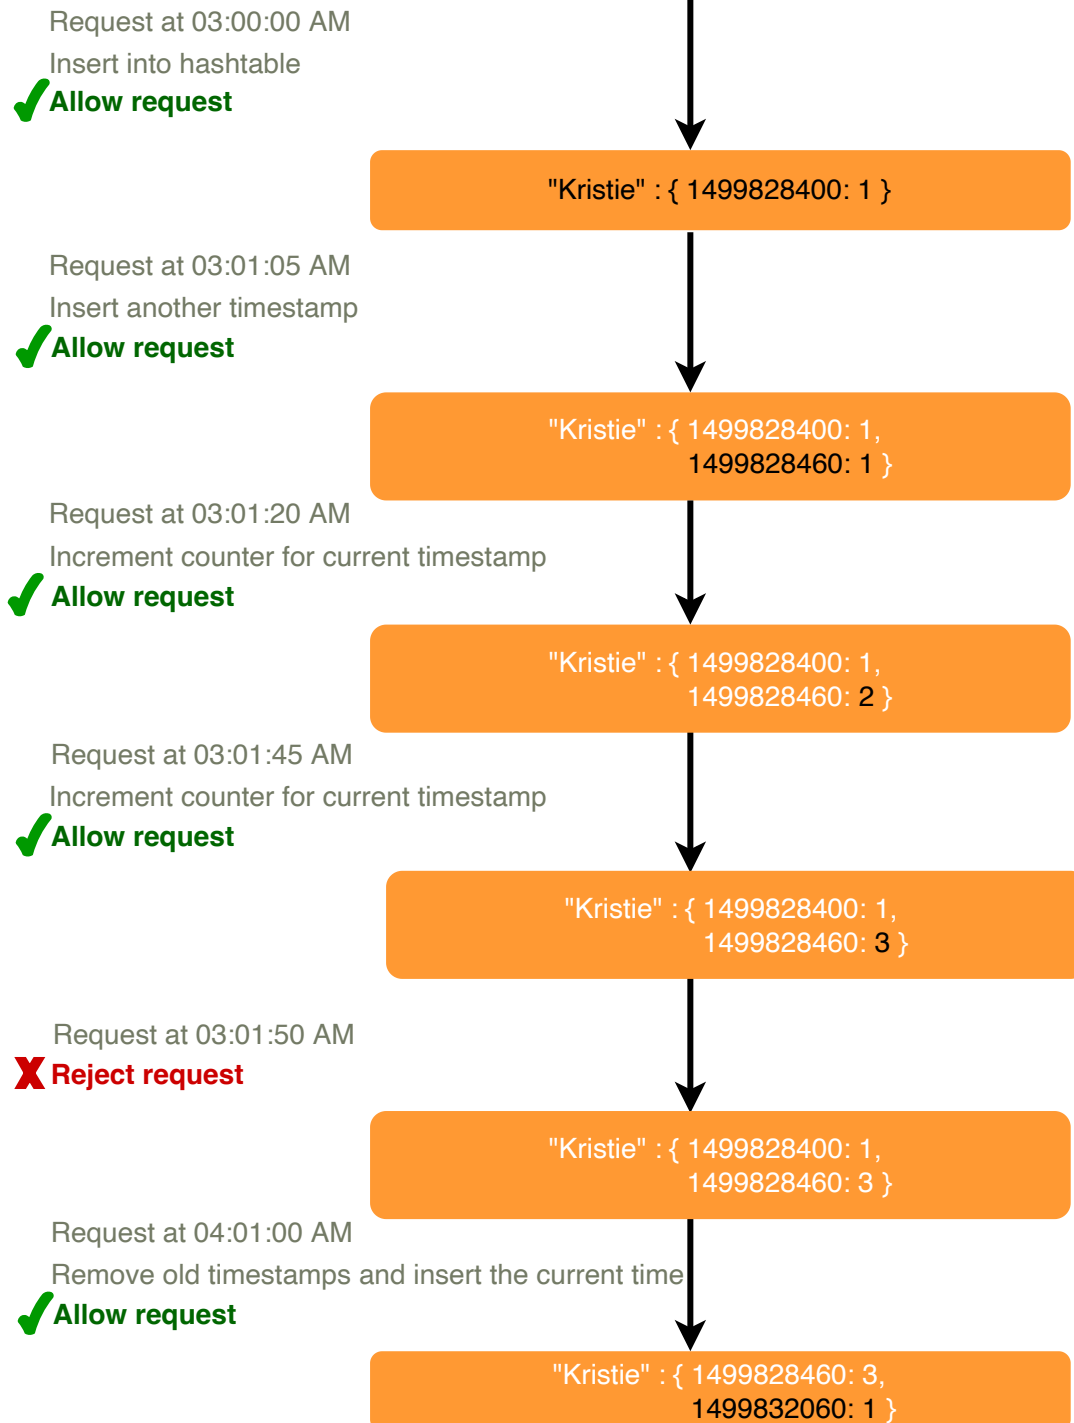 Request at 03:00:00 AM
Insert into hashtable
Allow request
"Kristie" : { 1499828400: 1 }
Request at 03:01:05 AM
Insert another timestamp
Allow request
"Kristie" : { 1499828400: 1,
1499828460: 1 }
Request at 03:01:20 AM
Increment counter for current timestamp
Allow request
"Kristie" : { 1499828400: 1,
1499828460: 2 }
Request at 03:01:45 AM
Increment counter for current timestamp
Allow request
"Kristie" : { 1499828400: 1,
1499828460: 3 }
Request at 03:01:50 AM
Reject request
"Kristie" : { 1499828400: 1,
1499828460: 3 }
Request at 04:01:00 AM
Remove old timestamps and insert the current time
Allow request
"Kristie" : { 1499828460: 3,
1499832060: 1 }